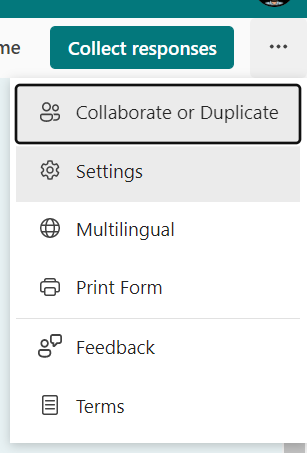 me
Collect responses
Collaborate or Duplicate
Settings
Multilingual
Print Form
Feedback
Terms